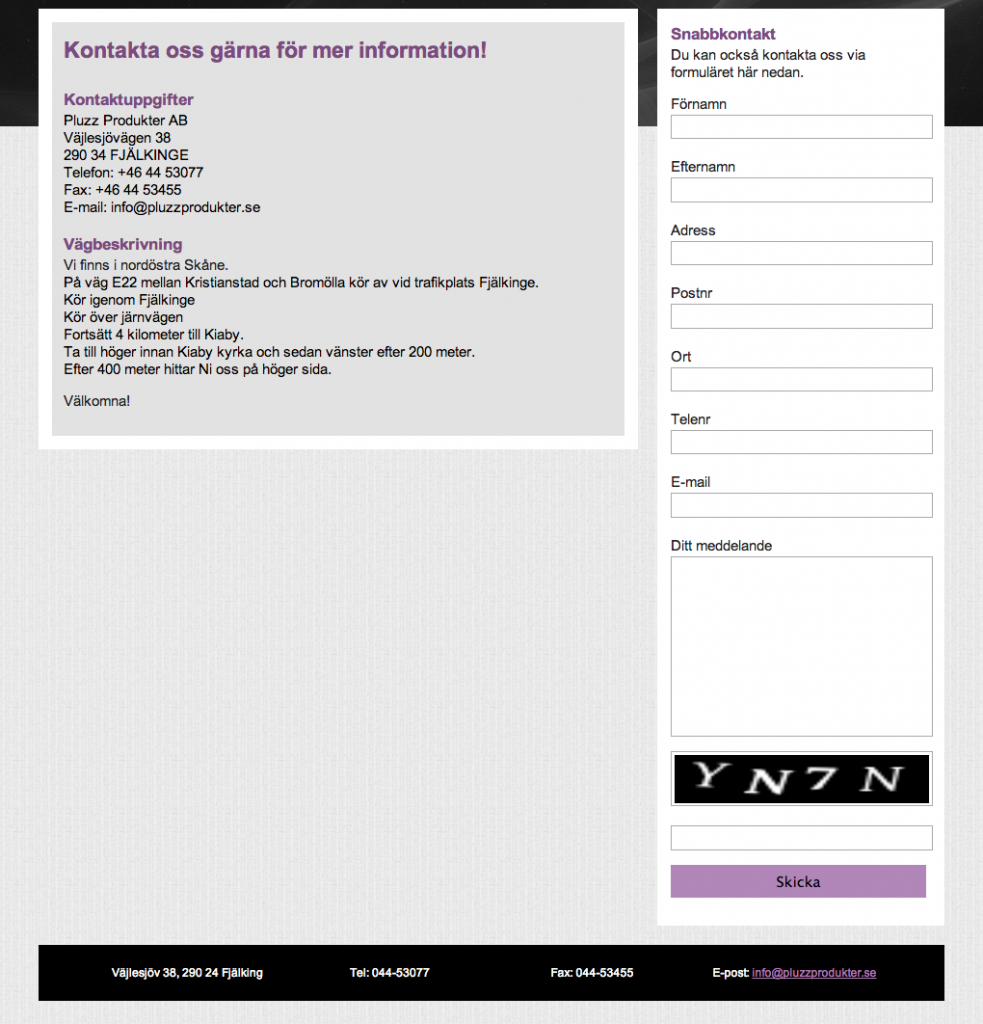 Kontakta oss gärna för mer information!
Kontaktuppgifter
Pluzz Produkter AB
Väjlesjövägen 38
290 34 FJÄLKINGE
Telefon: +46 44 53077
Fax: +46 44 53455
E-mail: info@pluzzprodukter.se
Vägbeskrivning
Vi finns i nordöstra Skåne.
På väg E22 mellan Kristianstad och Bromölla kör av vid trafikplats Fjälkinge.
Kör igenom Fjälkinge
Kör över järnvägen
Fortsätt 4 kilometer till Kiaby.
Ta till höger innan Kiaby kyrka och sedan vänster efter 200 meter.
Efter 400 meter hittar Ni oss på höger sida.
Välkomna!
Snabbkontakt
Du kan också kontakta oss via
formuläret här nedan.
Förnamn
Efternamn
Adress
Postnr
Ort
Telenr
E-mail
Ditt meddelande
YN7N
Skicka
Väjlesjöv 38, 290 24 Fjälking Tel: 044-53077 Fax: 044-53455 E-post: info@pluzzprodukter.se